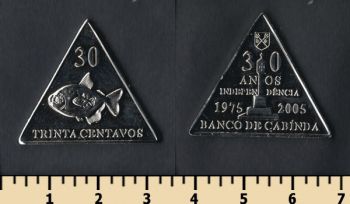 30
TRINTA CENTAVOS
30
ANOS
INDEPENDÊNCIA
1975 2005
BANCO DE CABINDA
1 2 3 4 5 6 7